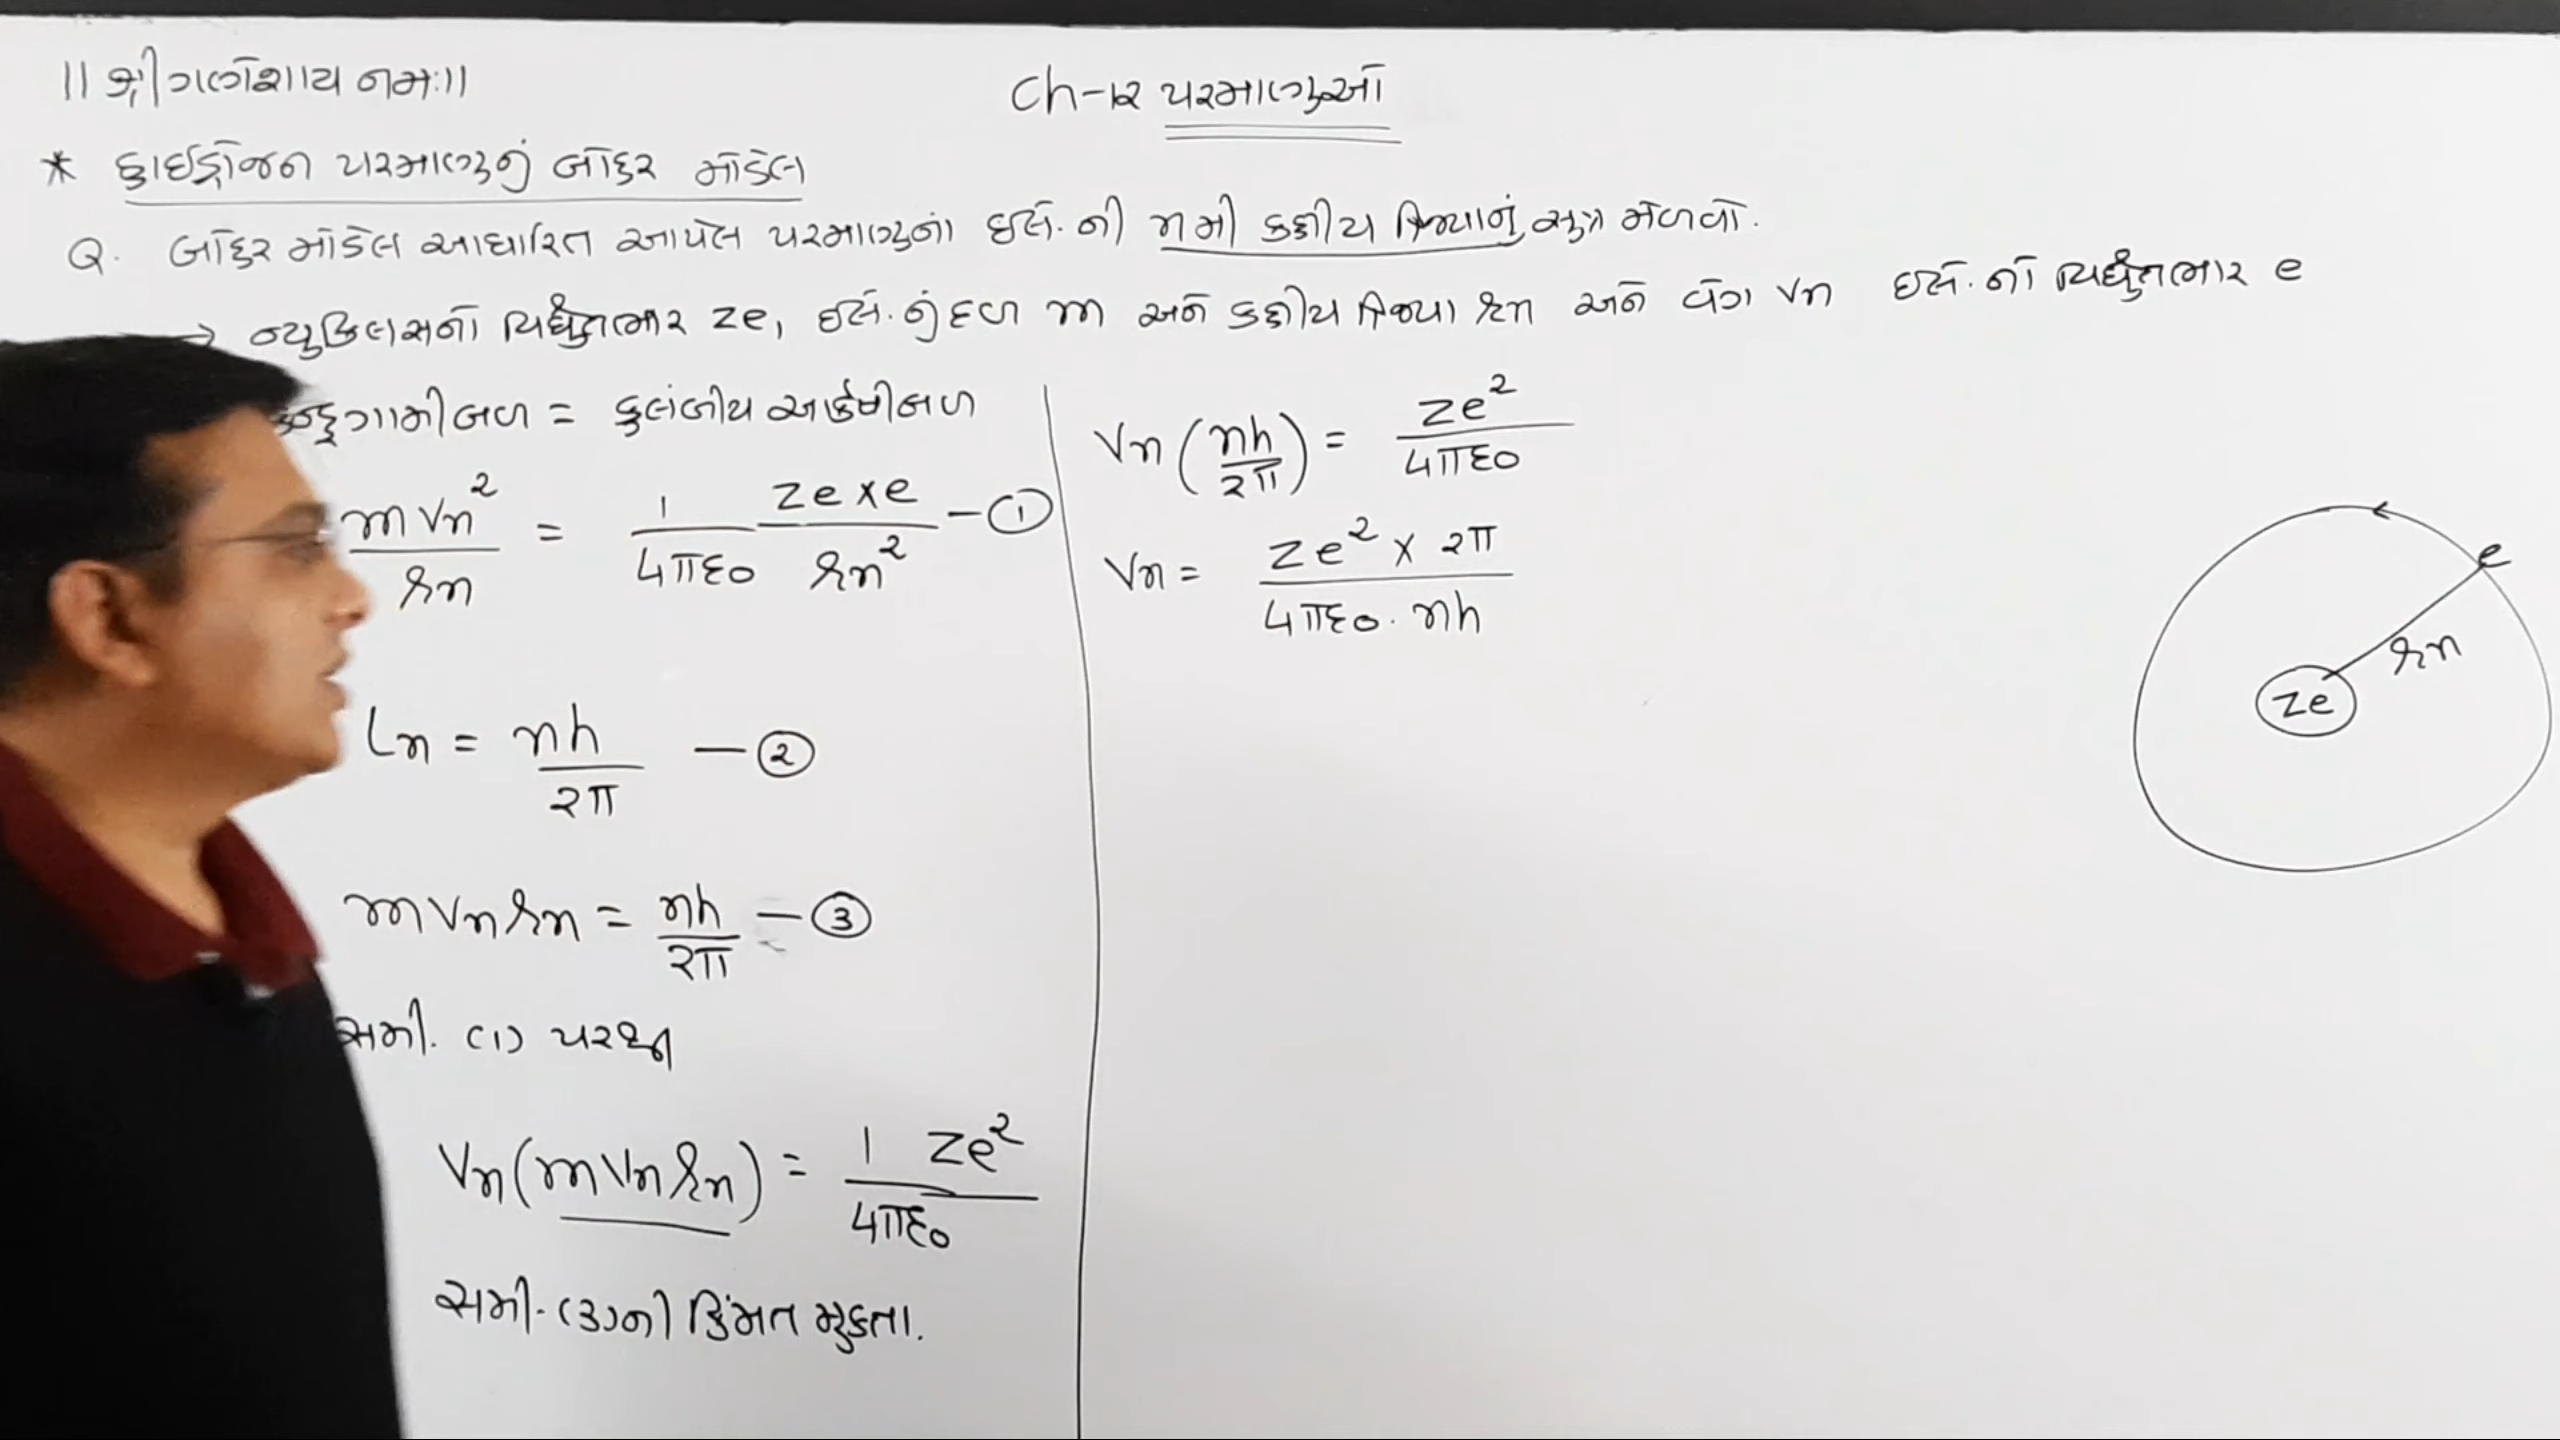 || શ્રી ગણેશાય નમઃ ||
Ch-12 પરમાણુઓ
* હાઈડ્રોજન પરમાણુનું બોહર મોડેલ
Q. બોહર મોડેલ આધારિત આપેલ પરમાણુનાં ઇલે. ની nમી કક્ષીય ત્રિજ્યાનું સૂત્ર મેળવો.
→ ન્યુક્લિસનો વિદ્યુતભાર Ze, ઇલે. નું દળ m અને કક્ષીય ત્રિજ્યા rn અને વેગ vn ઇલે. નો વિદ્યુતભાર e
કેન્દ્રગામી બળ = કુલંબીય આર્કષી બળ
mvn²/rn = 1/4πε0 Ze×e/rn² — ①
Ln = nh/2π — ②
mvnrn = nh/2π — ③
સમી. (1) પરથી
Vn(mvnrn) = 1 Ze²/4πε0
સમી. (3)ની કિંમત મુકતા.
Vn(nh/2π) = Ze²/4πε0
Vn = Ze² × 2π/4πε0 · nh
e
rn
Ze